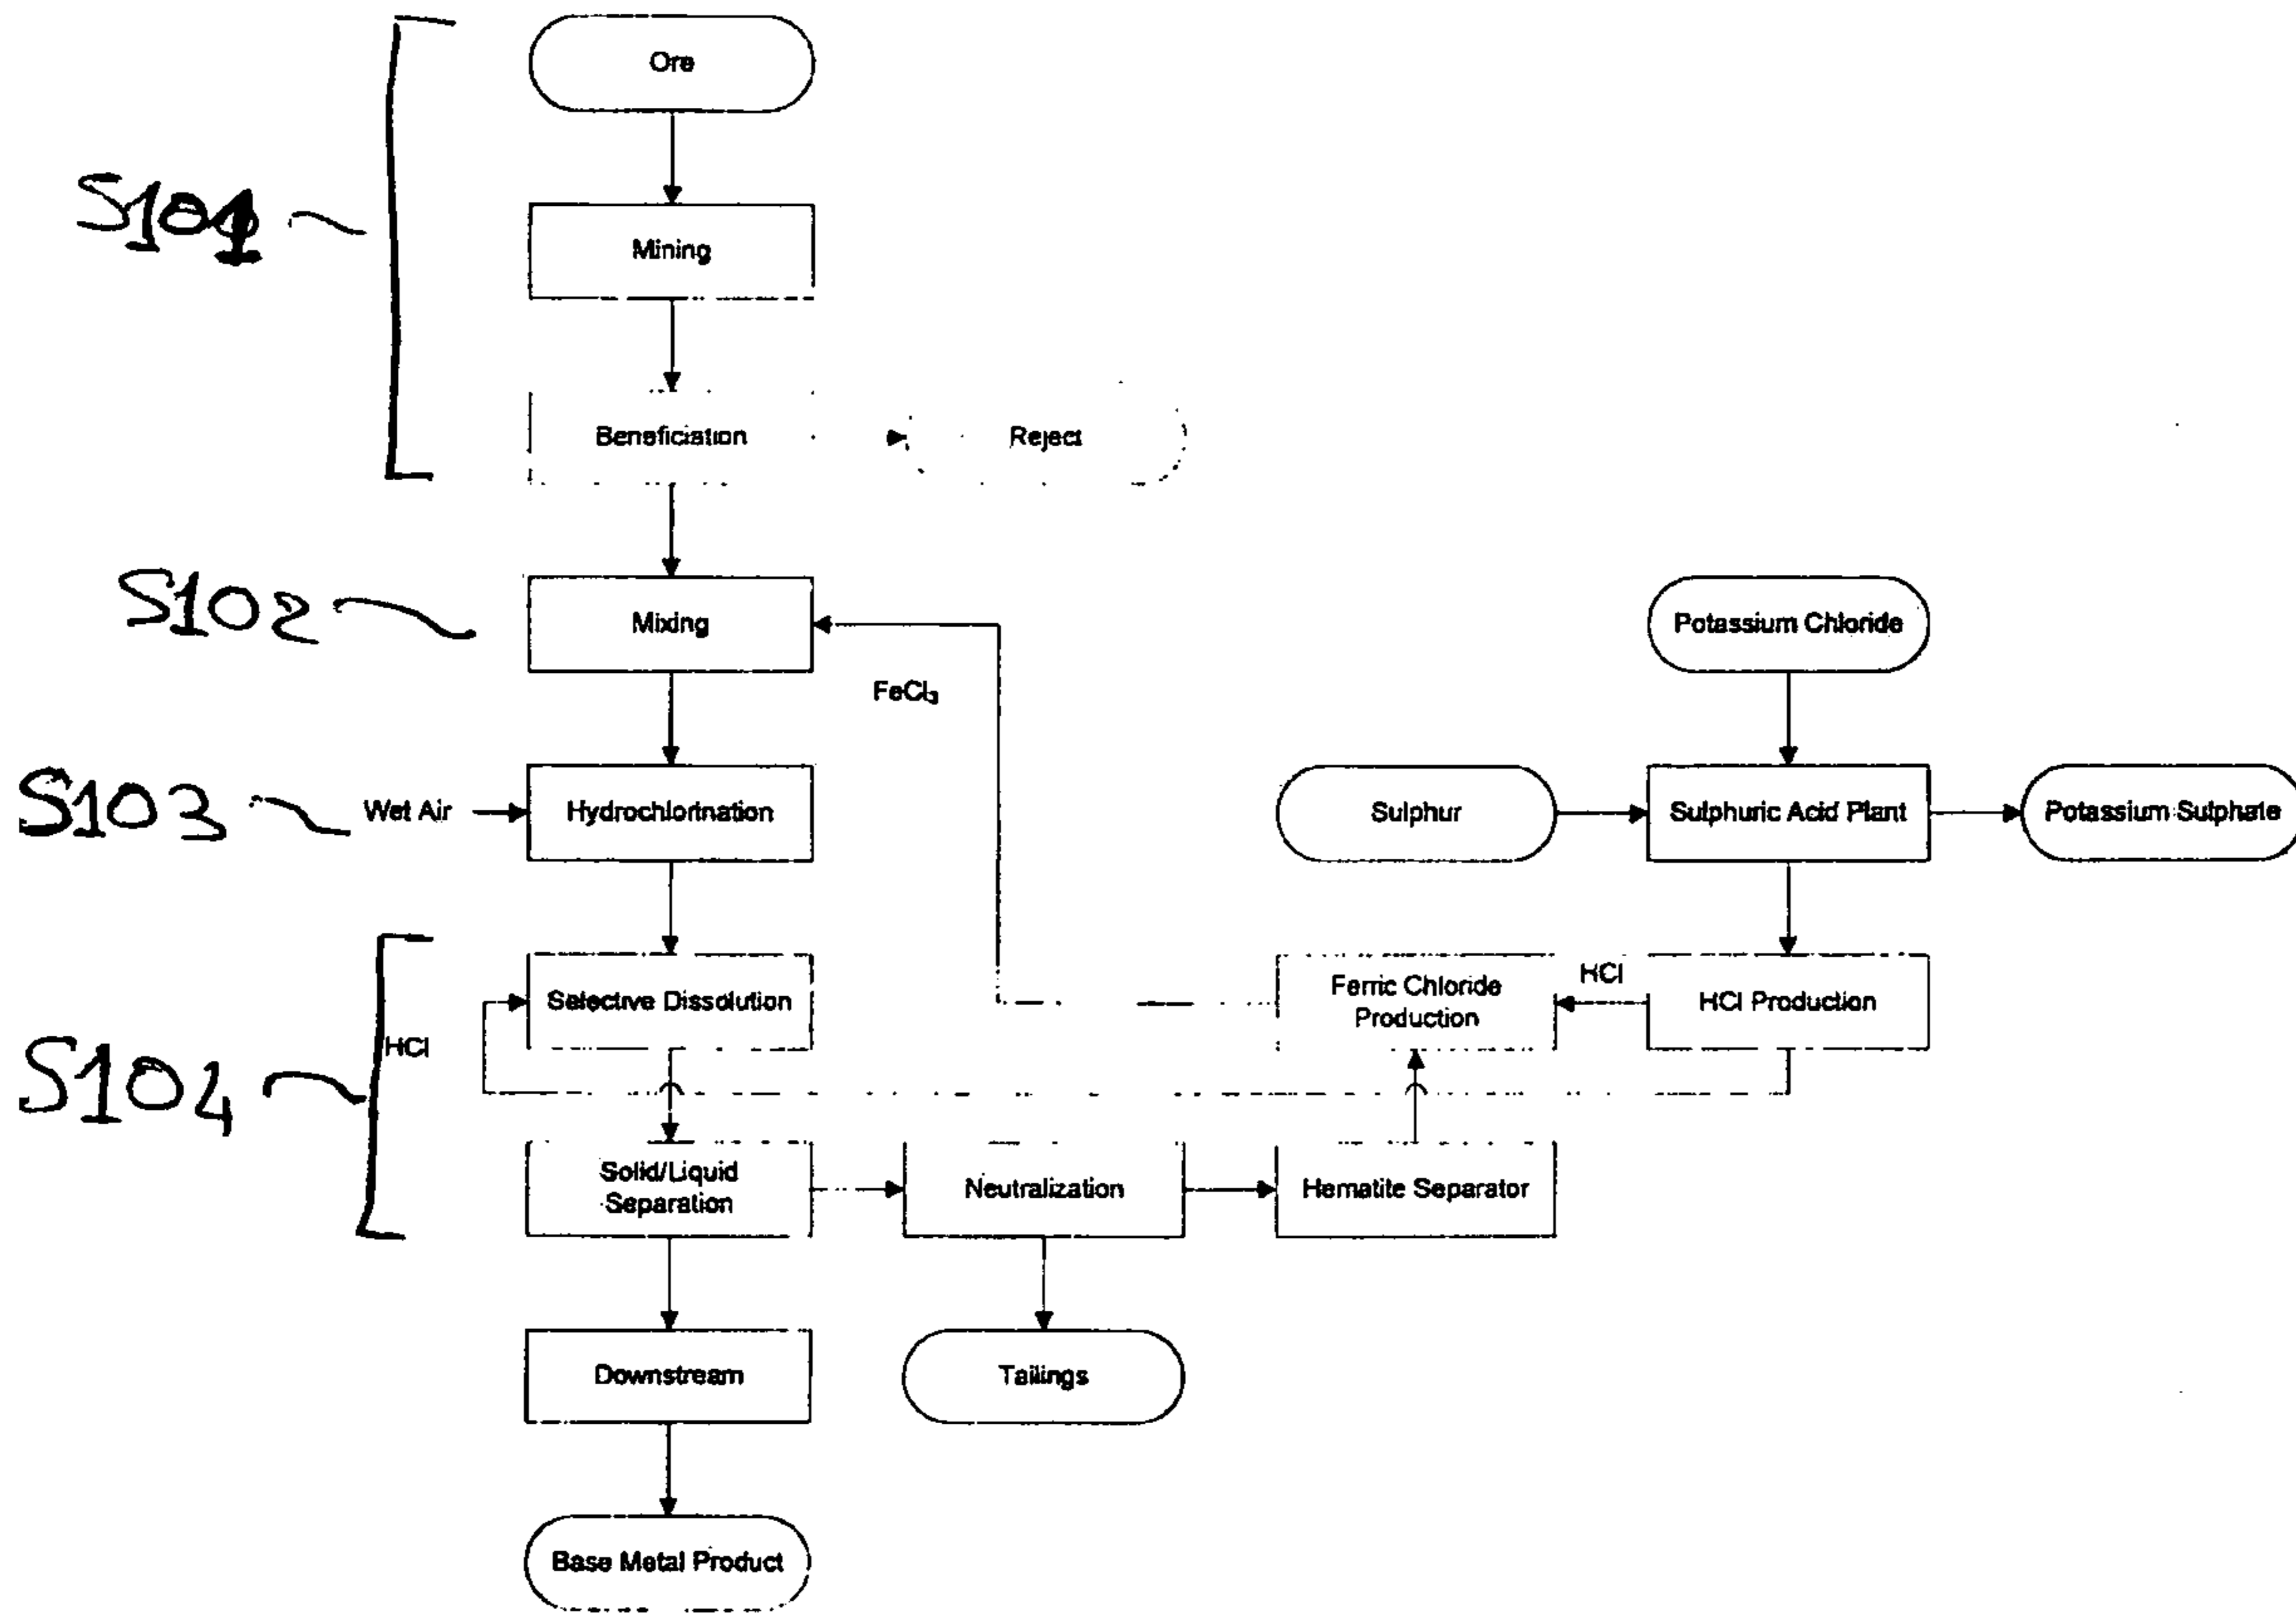 Ore
S101
Mining
Beneficiation
Reject
S102
Mixing
Potassium Chloride
FeCl₃
S103
Wet Air
Hydrochlorination
Sulphur
Sulphuric Acid Plant
Potassium Sulphate
Selective Dissolution
Ferric Chloride
Production
HCl
HCl Production
HCl
S104
Solid/Liquid
Separation
Neutralization
Hematite Separator
Downstream
Tailings
Base Metal Product